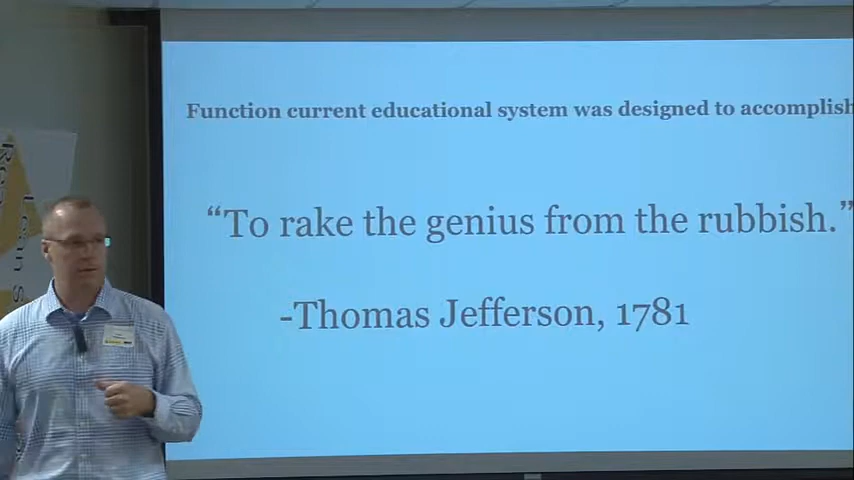 Function current educational system was designed to accomplish
“To rake the genius from the rubbish.”
-Thomas Jefferson, 1781